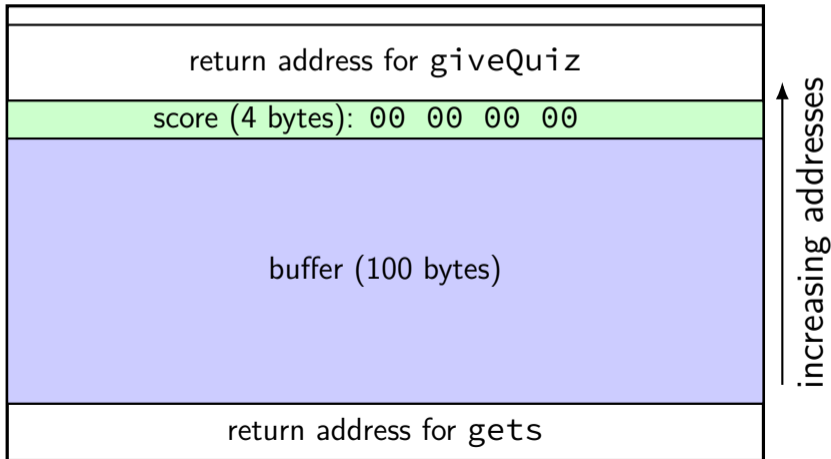 return address for giveQuiz
score (4 bytes): 00 00 00 00
buffer (100 bytes)
return address for gets
increasing addresses